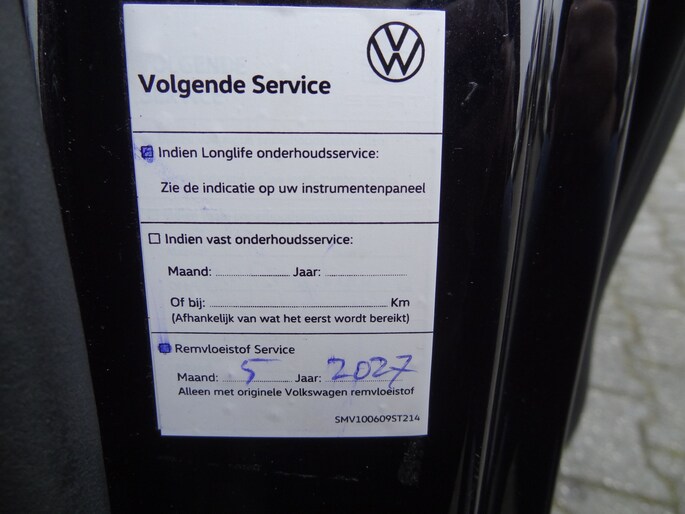 Volgende Service
Indien Longlife onderhoudsservice:
Zie de indicatie op uw instrumentenpaneel
Indien vast onderhoudsservice:
Maand: Jaar:
Of bij: Km
(Afhankelijk van wat het eerst wordt bereikt)
Remvloeistof Service
Maand: 5 Jaar: 2027
Alleen met originele Volkswagen remvloeistof
SMV100609ST214